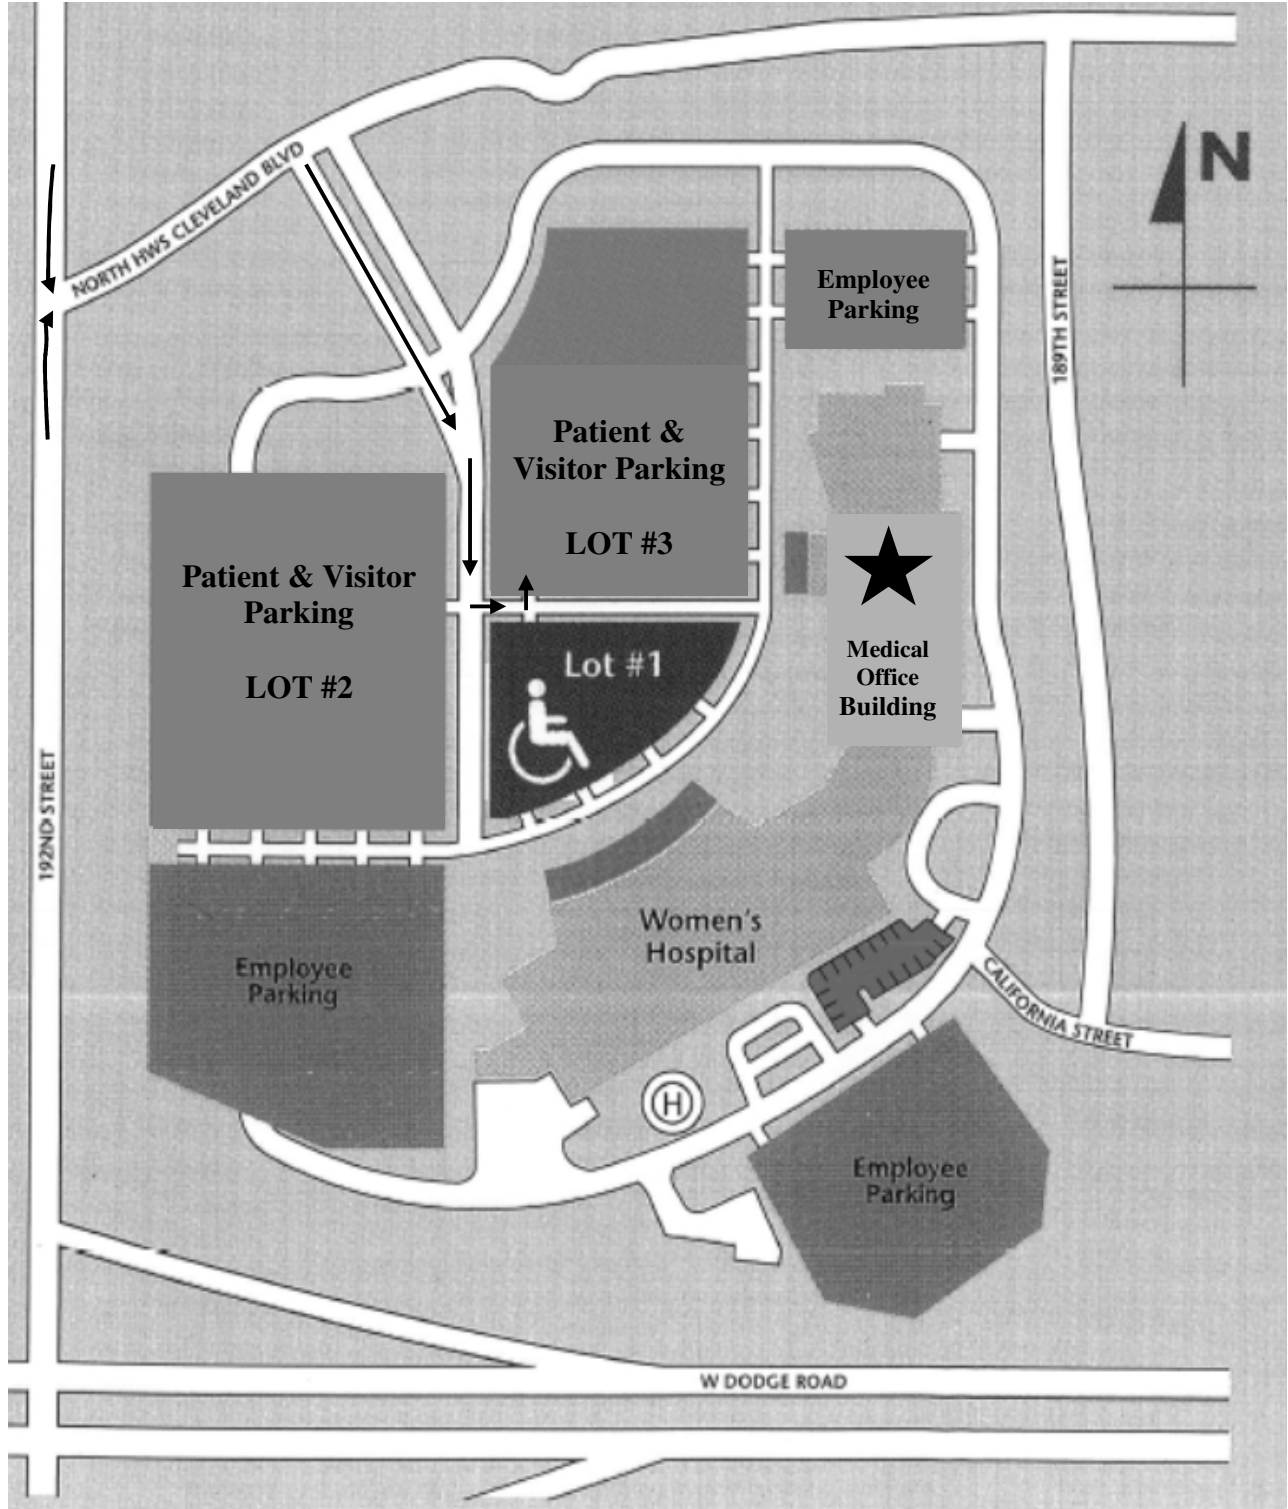 N
NORTH HWS CLEVELAND BLVD
Employee
Parking
189TH STREET
Patient &
Visitor Parking
LOT #3
Patient & Visitor
Parking
LOT #2
Lot #1
Medical
Office
Building
192ND STREET
Women's
Hospital
Employee
Parking
CALIFORNIA STREET
H
Employee
Parking
W DODGE ROAD